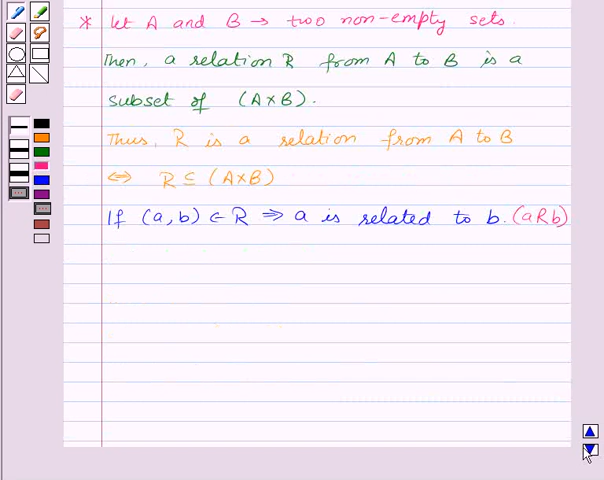 * let A and B → two non-empty sets.
Then, a relation R from A to B is a
subset of (A×B).
Thus, R is a relation from A to B
⇔ R ⊆ (A×B)
If (a,b) ∈ R ⇒ a is related to b. (aRb)